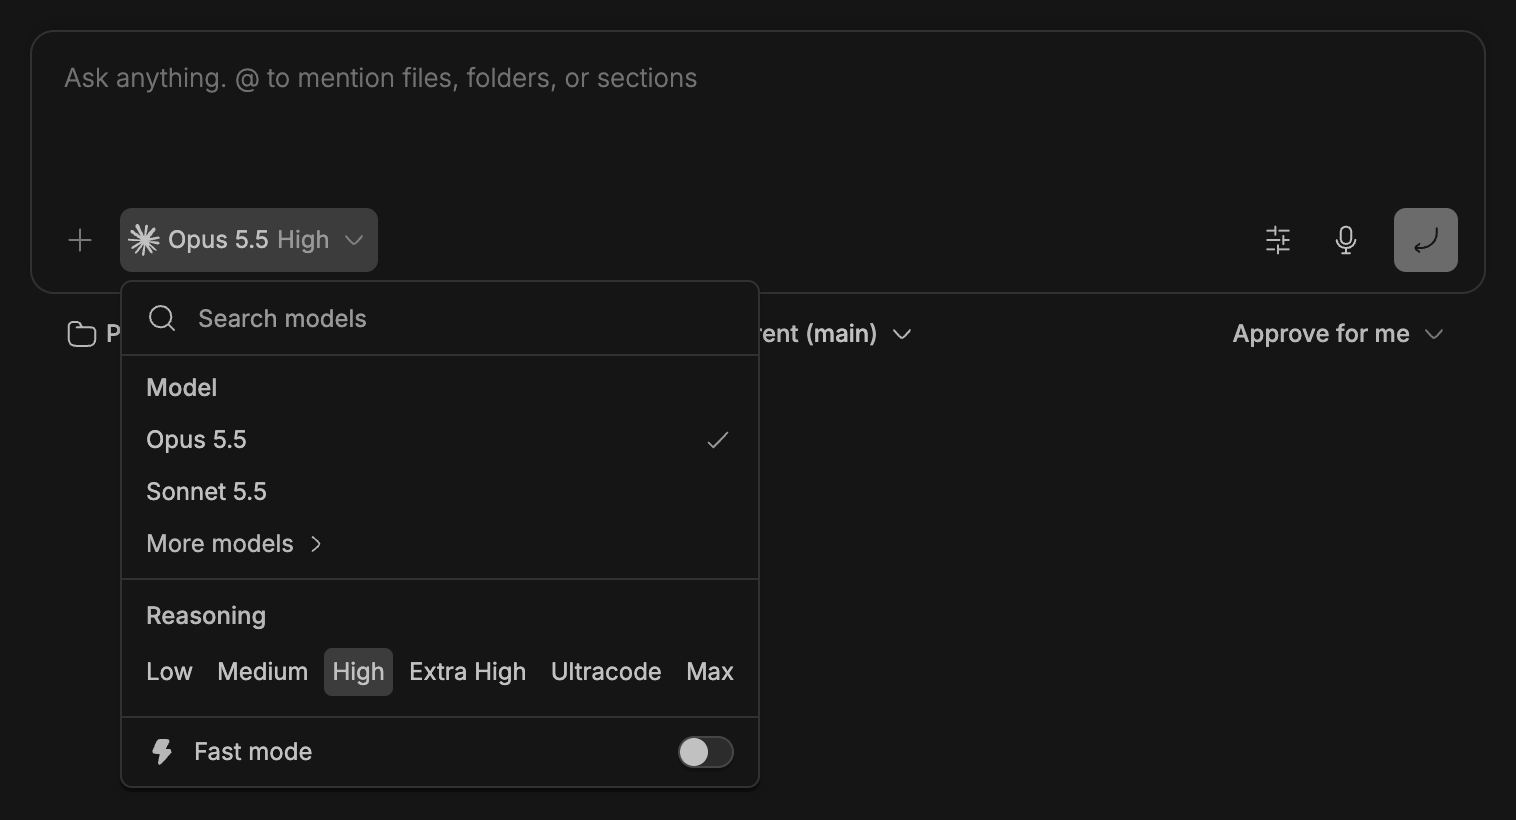 Ask anything. @ to mention files, folders, or sections
Opus 5.5 High
Search models
P
rent (main)
Approve for me
Model
Opus 5.5
Sonnet 5.5
More models
Reasoning
Low Medium High Extra High Ultracode Max
Fast mode